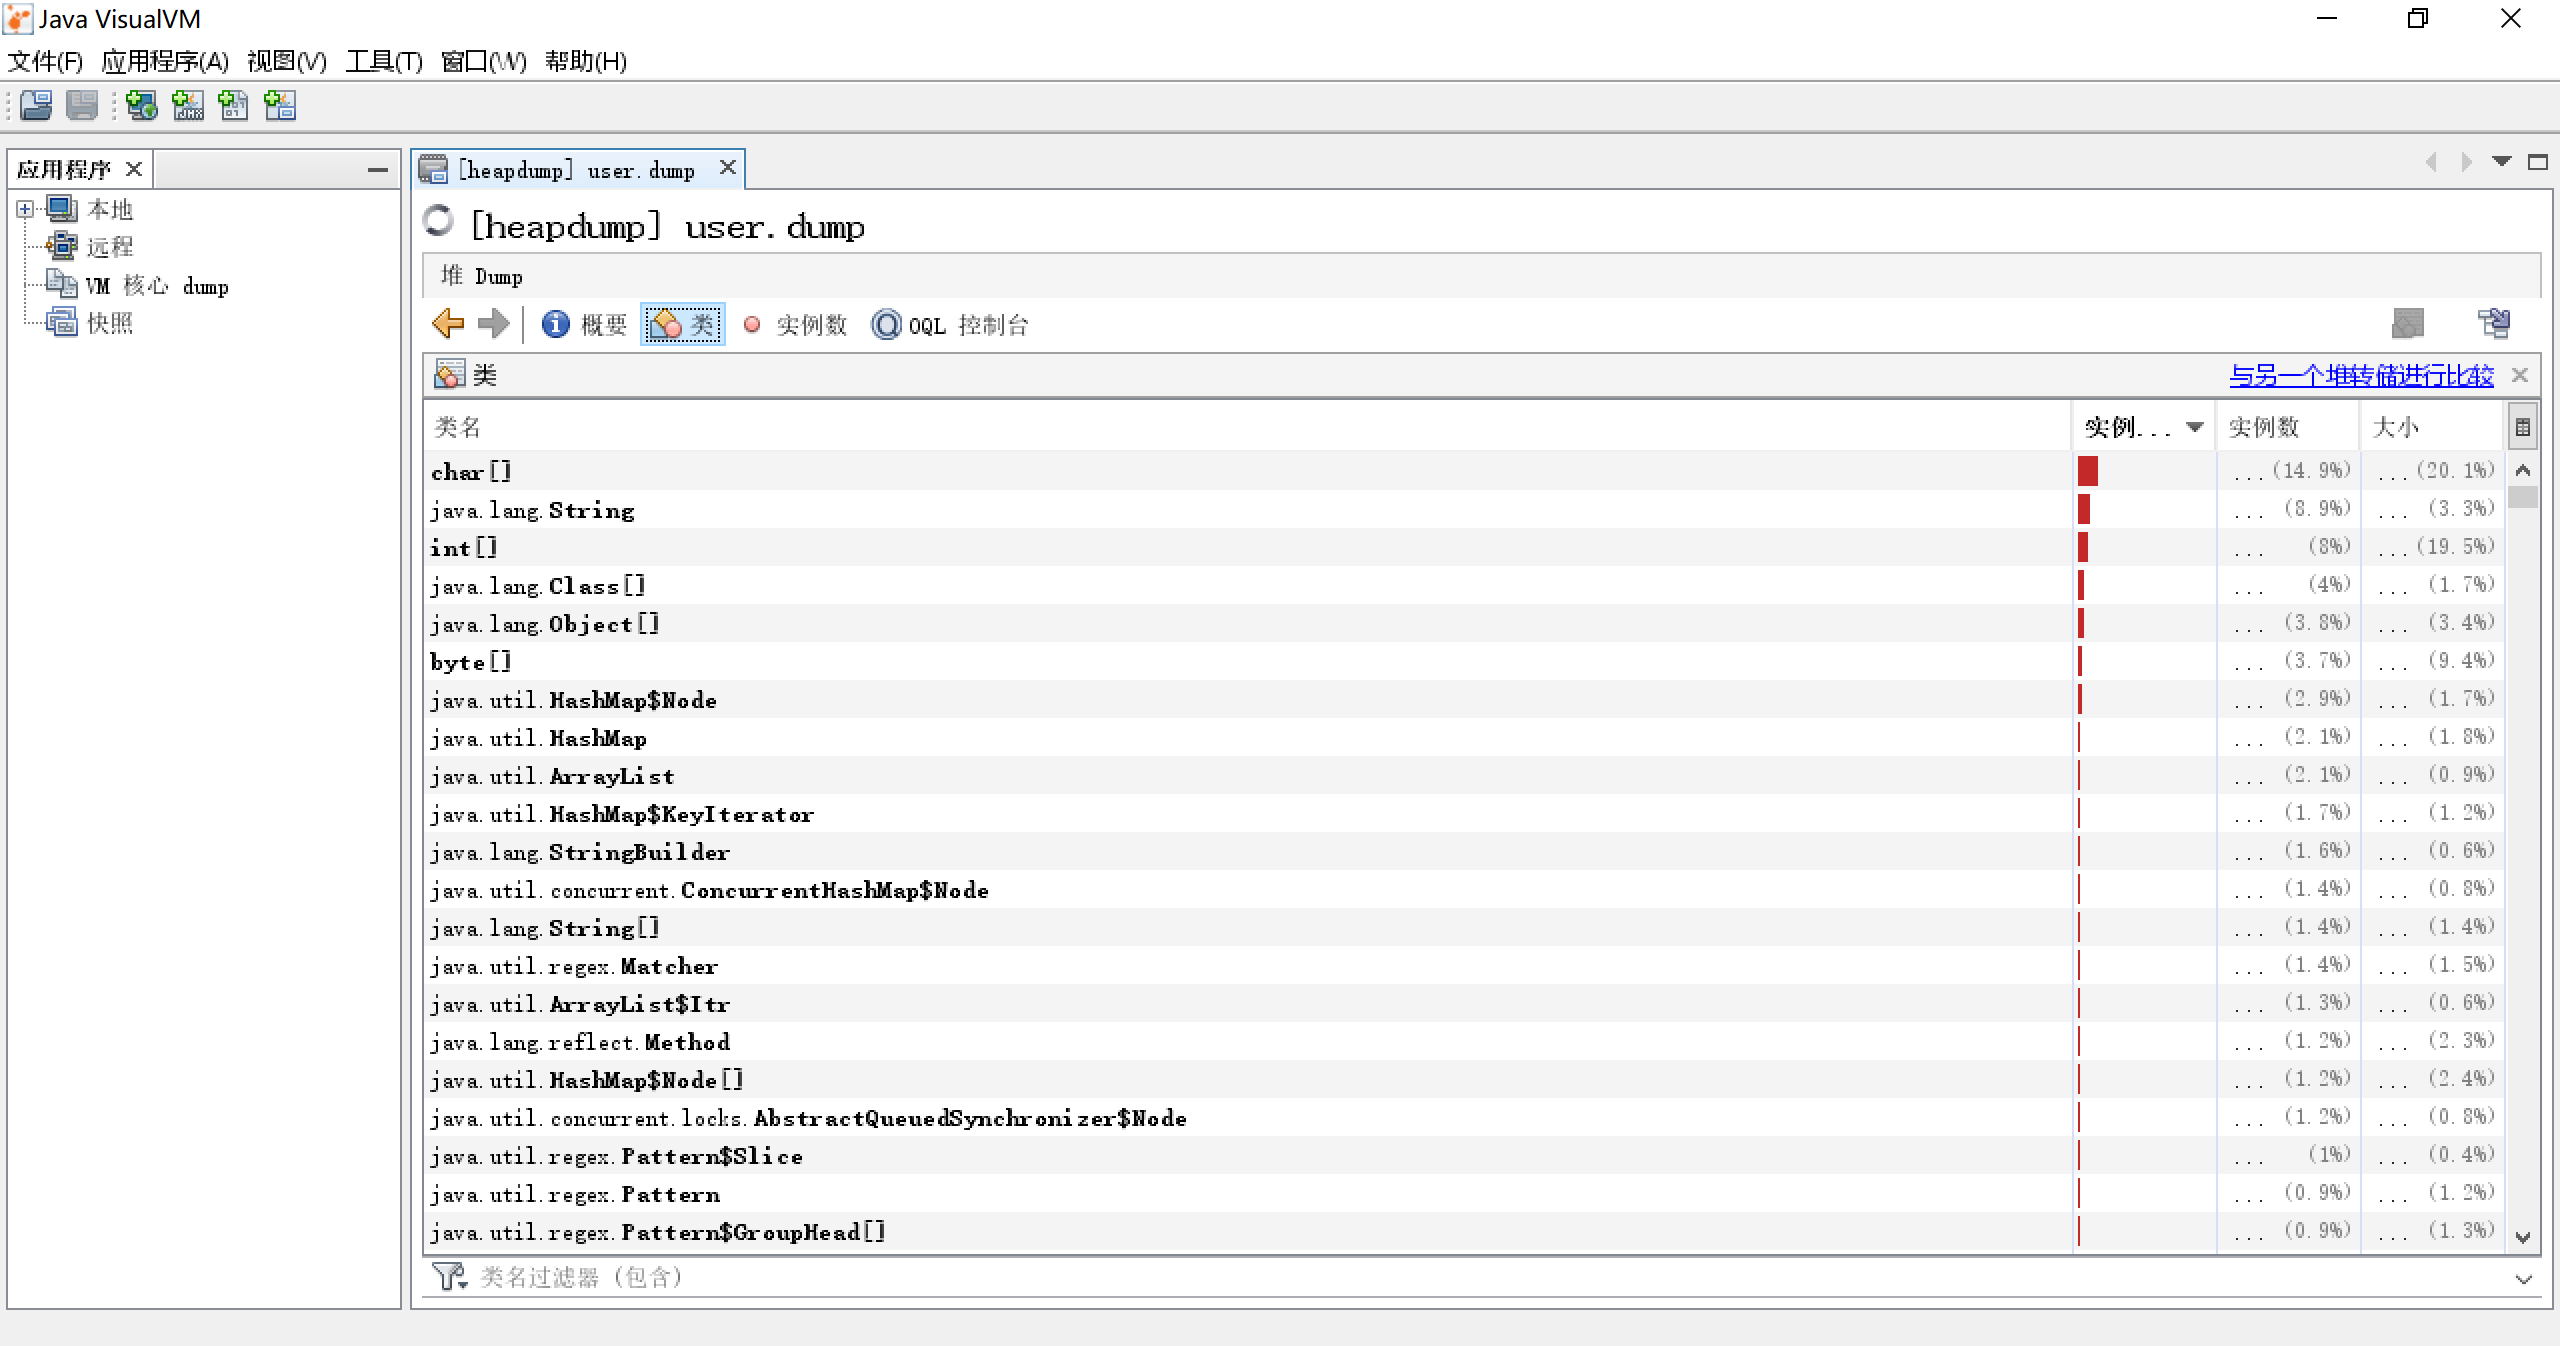 Java VisualVM
文件(F) 应用程序(A) 视图(V) 工具(T) 窗口(W) 帮助(H)
应用程序
本地
远程
VM 核心 dump
快照
[heapdump] user.dump
[heapdump] user.dump
堆 Dump
概要 类 实例数 OQL 控制台
类 与另一个堆转储进行比较
类名 实例... 实例数 大小
char[] ...(14.9%) ...(20.1%)
java.lang.String ... (8.9%) ... (3.3%)
int[] ... (8%) ...(19.5%)
java.lang.Class[] ... (4%) ... (1.7%)
java.lang.Object[] ... (3.8%) ... (3.4%)
byte[] ... (3.7%) ... (9.4%)
java.util.HashMap$Node ... (2.9%) ... (1.7%)
java.util.HashMap ... (2.1%) ... (1.8%)
java.util.ArrayList ... (2.1%) ... (0.9%)
java.util.HashMap$KeyIterator ... (1.7%) ... (1.2%)
java.lang.StringBuilder ... (1.6%) ... (0.6%)
java.util.concurrent.ConcurrentHashMap$Node ... (1.4%) ... (0.8%)
java.lang.String[] ... (1.4%) ... (1.4%)
java.util.regex.Matcher ... (1.4%) ... (1.5%)
java.util.ArrayList$Itr ... (1.3%) ... (0.6%)
java.lang.reflect.Method ... (1.2%) ... (2.3%)
java.util.HashMap$Node[] ... (1.2%) ... (2.4%)
java.util.concurrent.locks.AbstractQueuedSynchronizer$Node ... (1.2%) ... (0.8%)
java.util.regex.Pattern$Slice ... (1%) ... (0.4%)
java.util.regex.Pattern ... (0.9%) ... (1.2%)
java.util.regex.Pattern$GroupHead[] ... (0.9%) ... (1.3%)
类名过滤器 (包含)